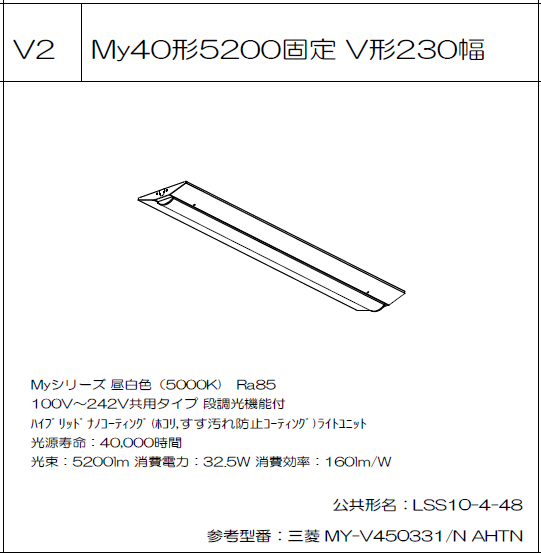 V2 My40形5200固定 V形230幅
Myシリーズ 昼白色（5000K） Ra85
100V～242V共用タイプ 段調光機能付
ﾊｲﾌﾞﾘｯﾄﾞﾅﾉｺｰﾃｨﾝｸﾞ(ﾎｺﾘ,すす汚れ防止ｺｰﾃｨﾝｸﾞ)ﾗｲﾄﾕﾆｯﾄ
光源寿命：40,000時間
光束：5200lm 消費電力：32.5W 消費効率：160lm/W
公共形名：LSS10-4-48
参考型番：三菱 MY-V450331/N AHTN